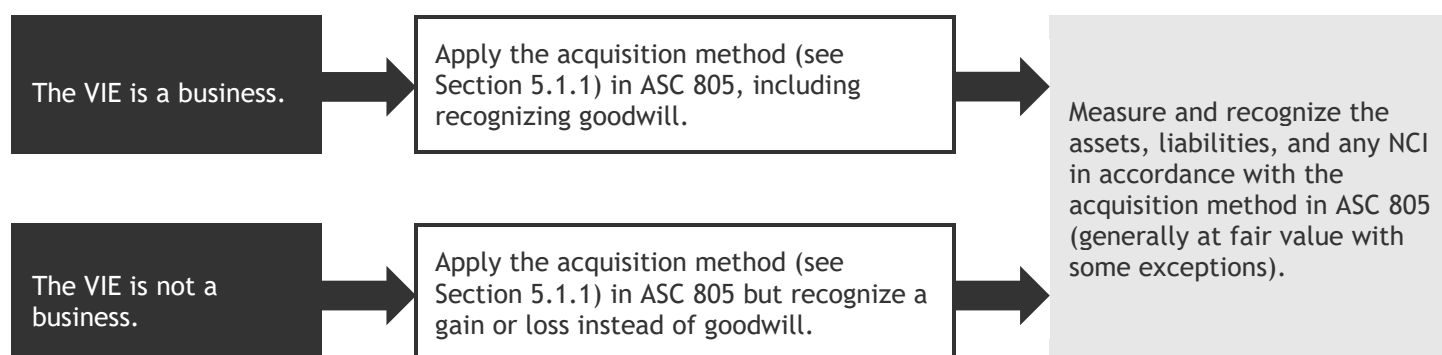 The VIE is a business.
Apply the acquisition method (see
Section 5.1.1) in ASC 805, including
recognizing goodwill.
Measure and recognize the
assets, liabilities, and any NCI
in accordance with the
acquisition method in ASC 805
(generally at fair value with
some exceptions).
The VIE is not a
business.
Apply the acquisition method (see
Section 5.1.1) in ASC 805 but recognize a
gain or loss instead of goodwill.